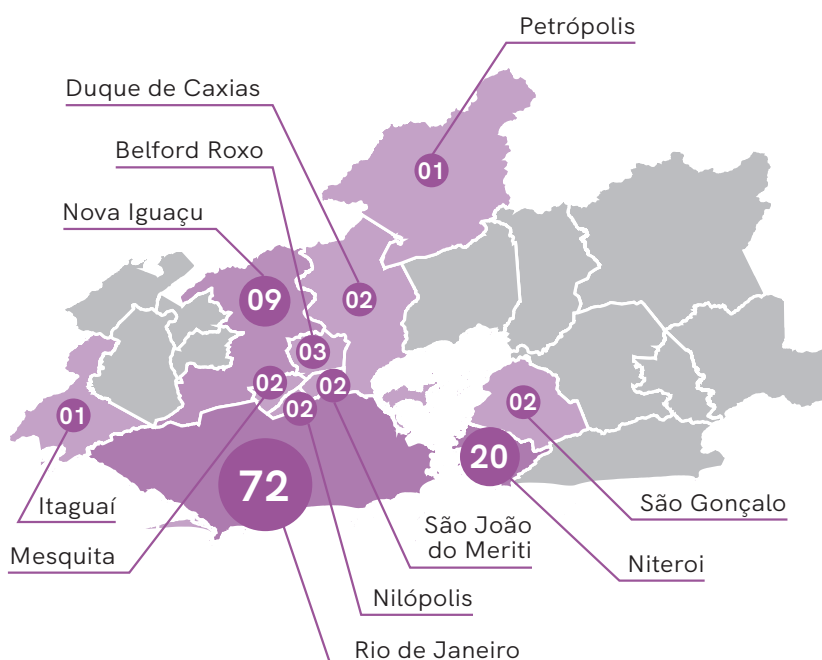 Petrópolis
Duque de Caxias
Belford Roxo
01
Nova Iguaçu
09
02
03
02
02
01
02
02
72
20
Itaguaí
São João
do Meriti
São Gonçalo
Mesquita
Niteroi
Nilópolis
Rio de Janeiro